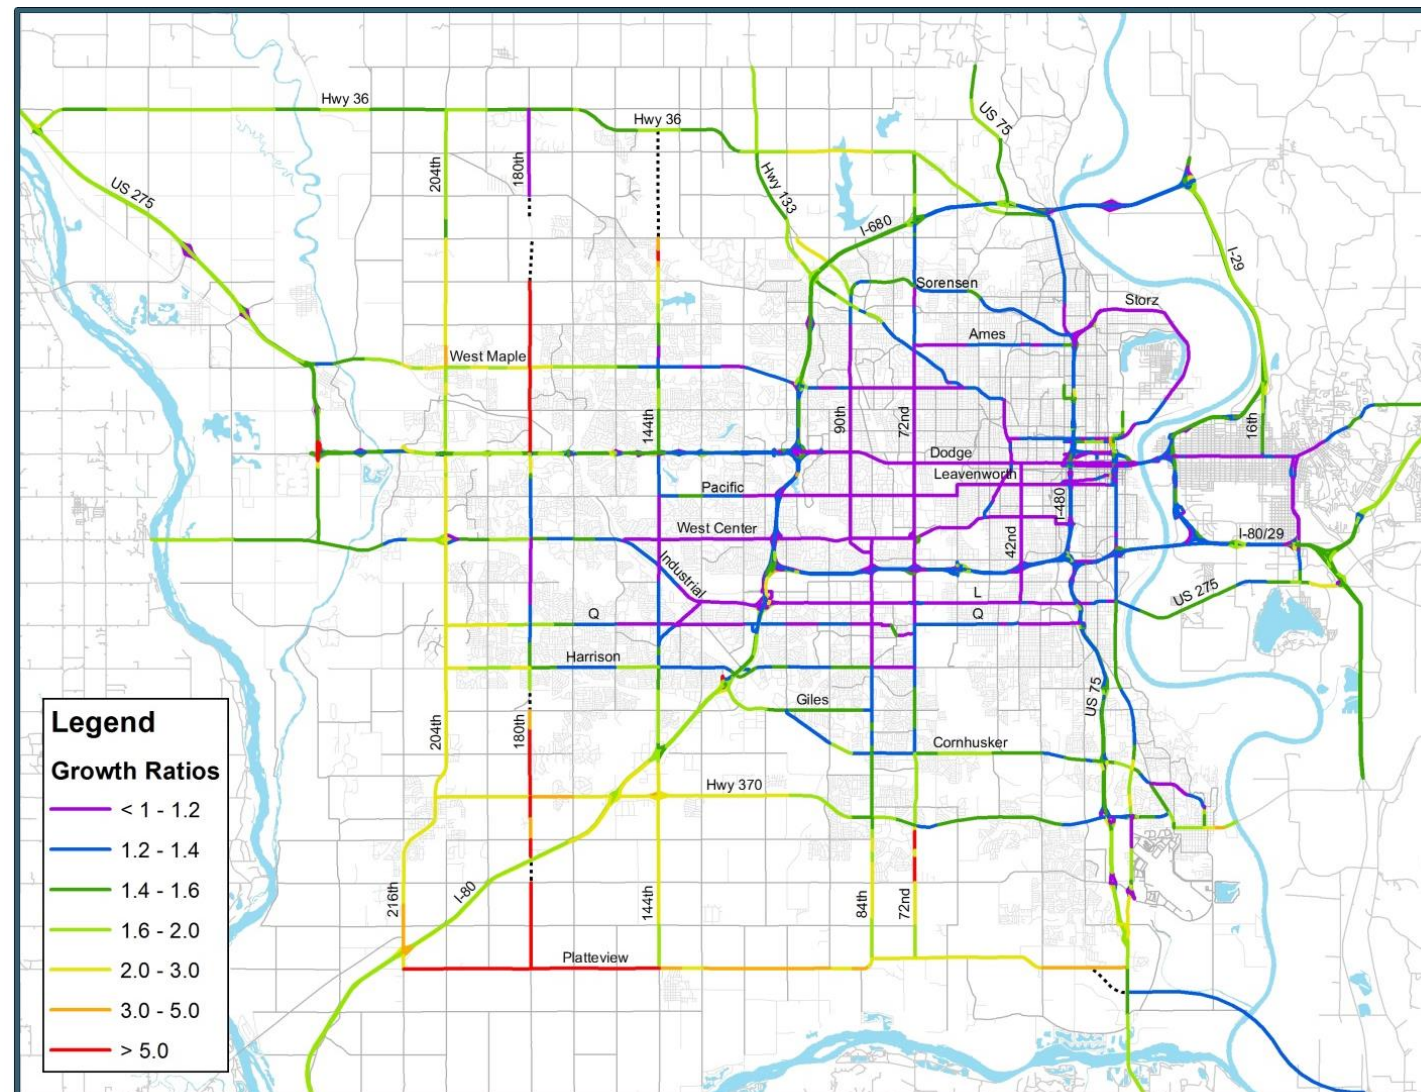 Hwy 36
Hwy 36
US 75
US 275
204th
180th
Hwy 133
I-680
I-29
Sorensen
Storz
Ames
West Maple
144th
90th
72nd
16th
Dodge
Leavenworth
Pacific
I-480
West Center
42nd
I-80/29
Industrial
L
US 275
Q
Q
Harrison
US 75
Giles
204th
180th
Cornhusker
Hwy 370
I-80
216th
144th
84th
72nd
Platteview
Legend
Growth Ratios
< 1 - 1.2
1.2 - 1.4
1.4 - 1.6
1.6 - 2.0
2.0 - 3.0
3.0 - 5.0
> 5.0